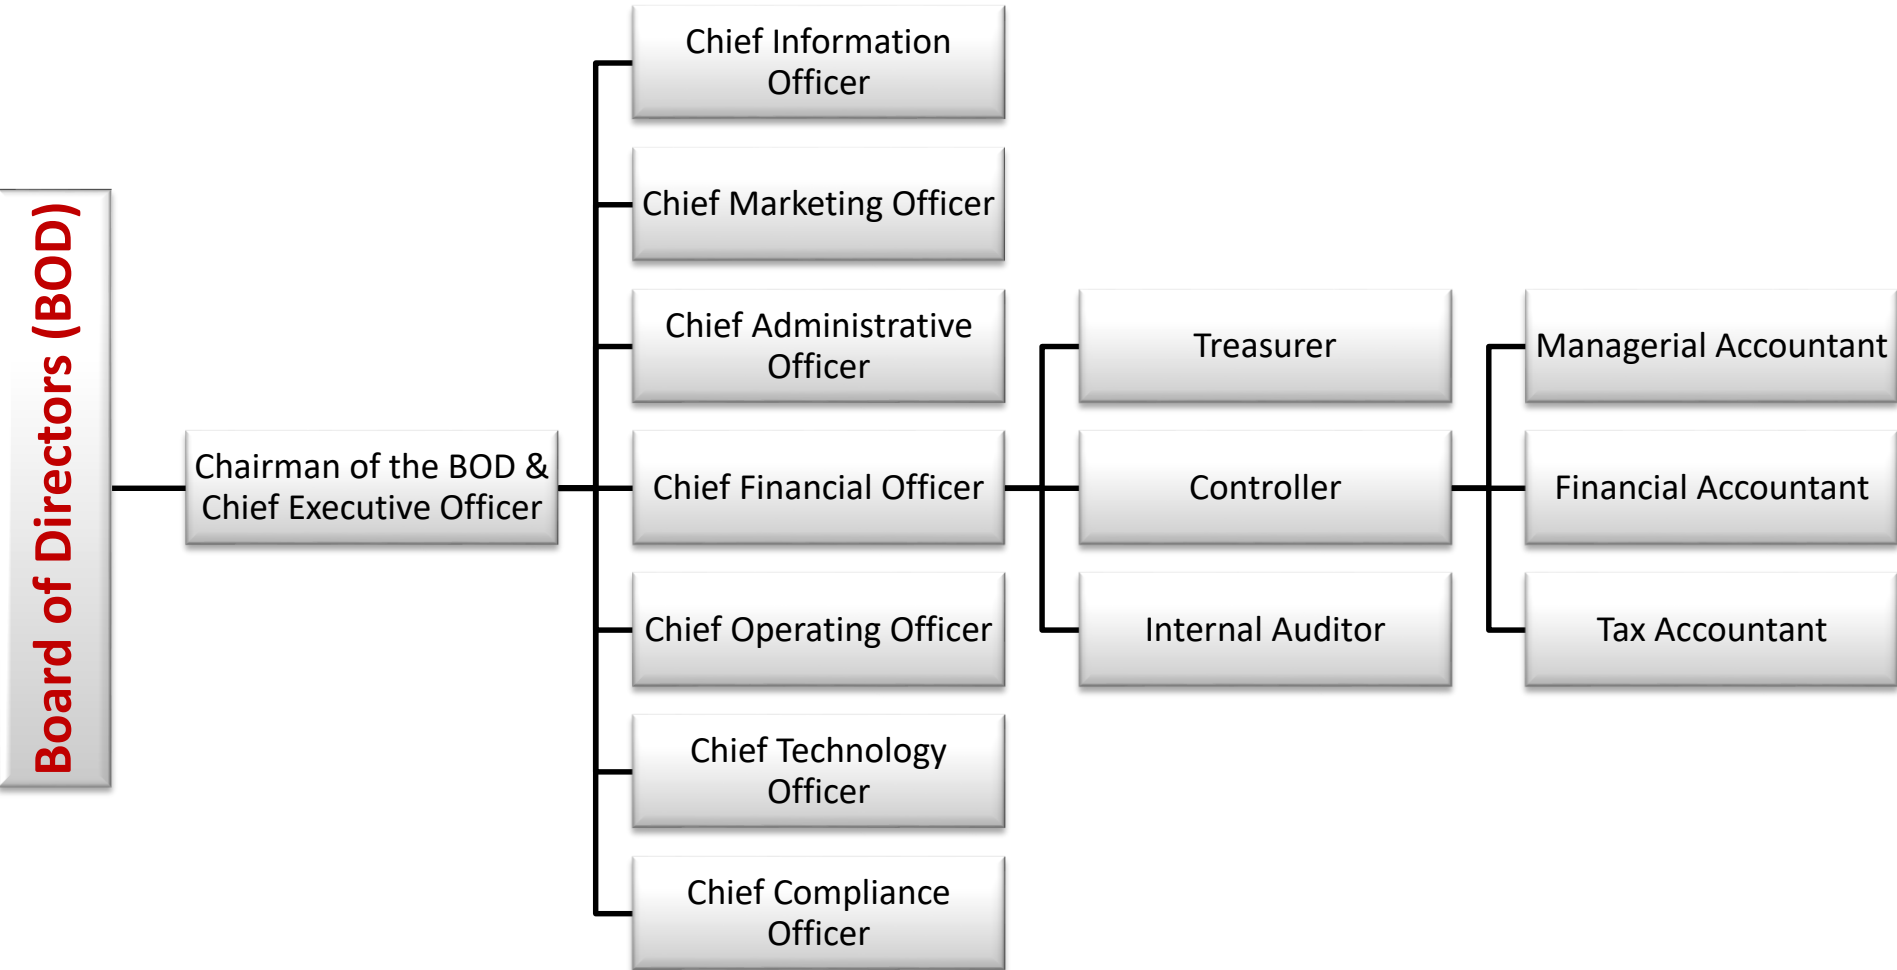 Board of Directors (BOD)
Chairman of the BOD &
Chief Executive Officer
Chief Information
Officer
Chief Marketing Officer
Chief Administrative
Officer
Chief Financial Officer
Chief Operating Officer
Chief Technology
Officer
Chief Compliance
Officer
Treasurer
Controller
Internal Auditor
Managerial Accountant
Financial Accountant
Tax Accountant